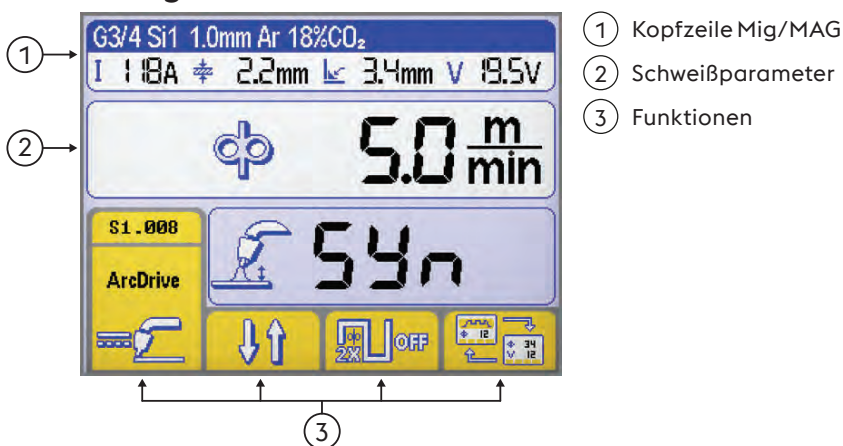 G3/4 Si1 1.0mm Ar 18%CO₂
I 118A 2.2mm 3.4mm V 19.5V
5.0 m/min
S1.008
ArcDrive
SYn
2X OFF
12 34
V 12
1 Kopfzeile Mig/MAG
2 Schweißparameter
3 Funktionen
1
2
3